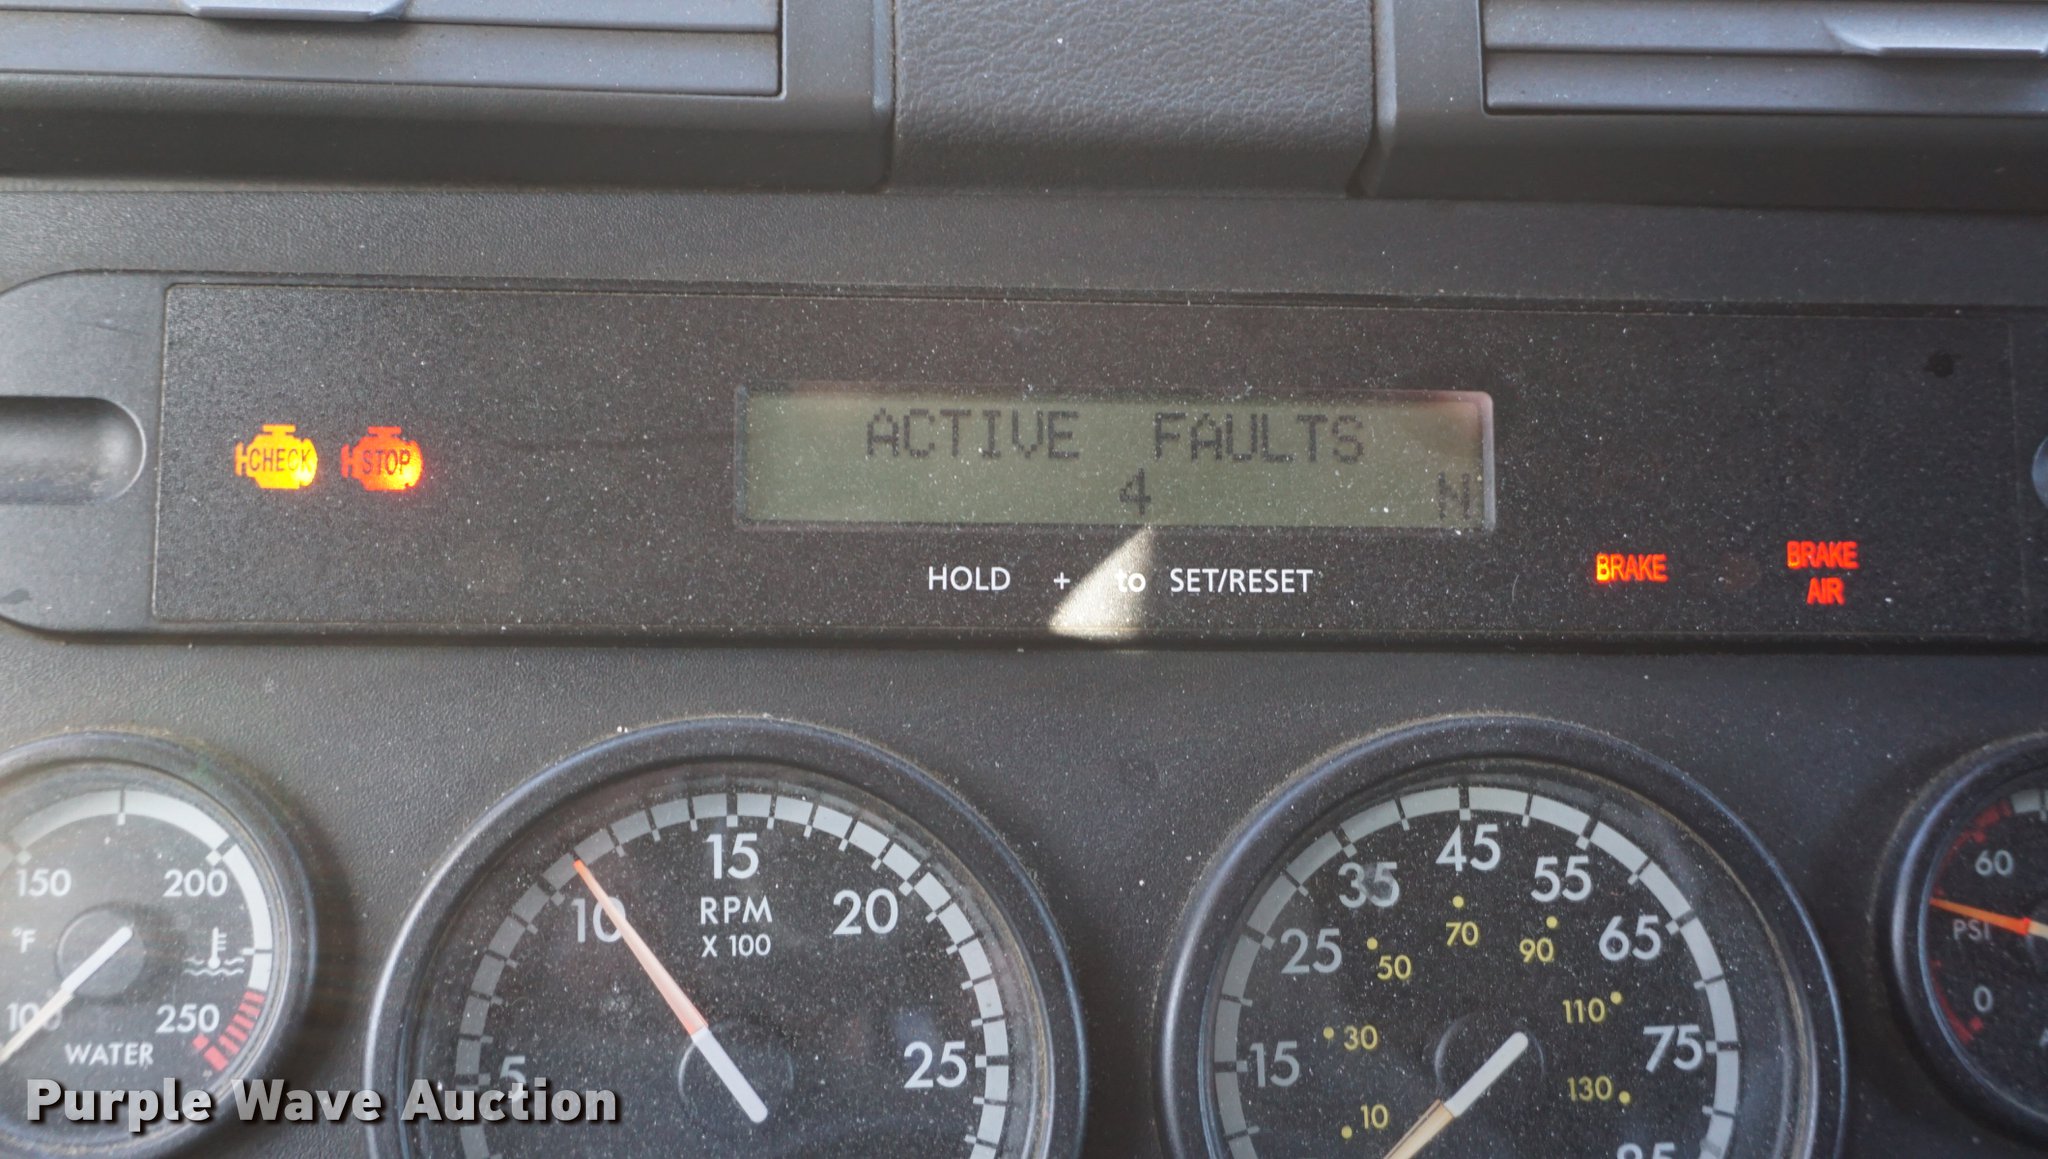 CHECK
STOP
ACTIVE FAULTS
4 N
HOLD + to SET/RESET
BRAKE
BRAKE
AIR
150 200
°F
100 250
WATER
5 10 15 20 25
RPM
X 100
15 25 35 45 55 65 75
10 30 50 70 90 110 130
60
PSI
0
Purple Wave Auction